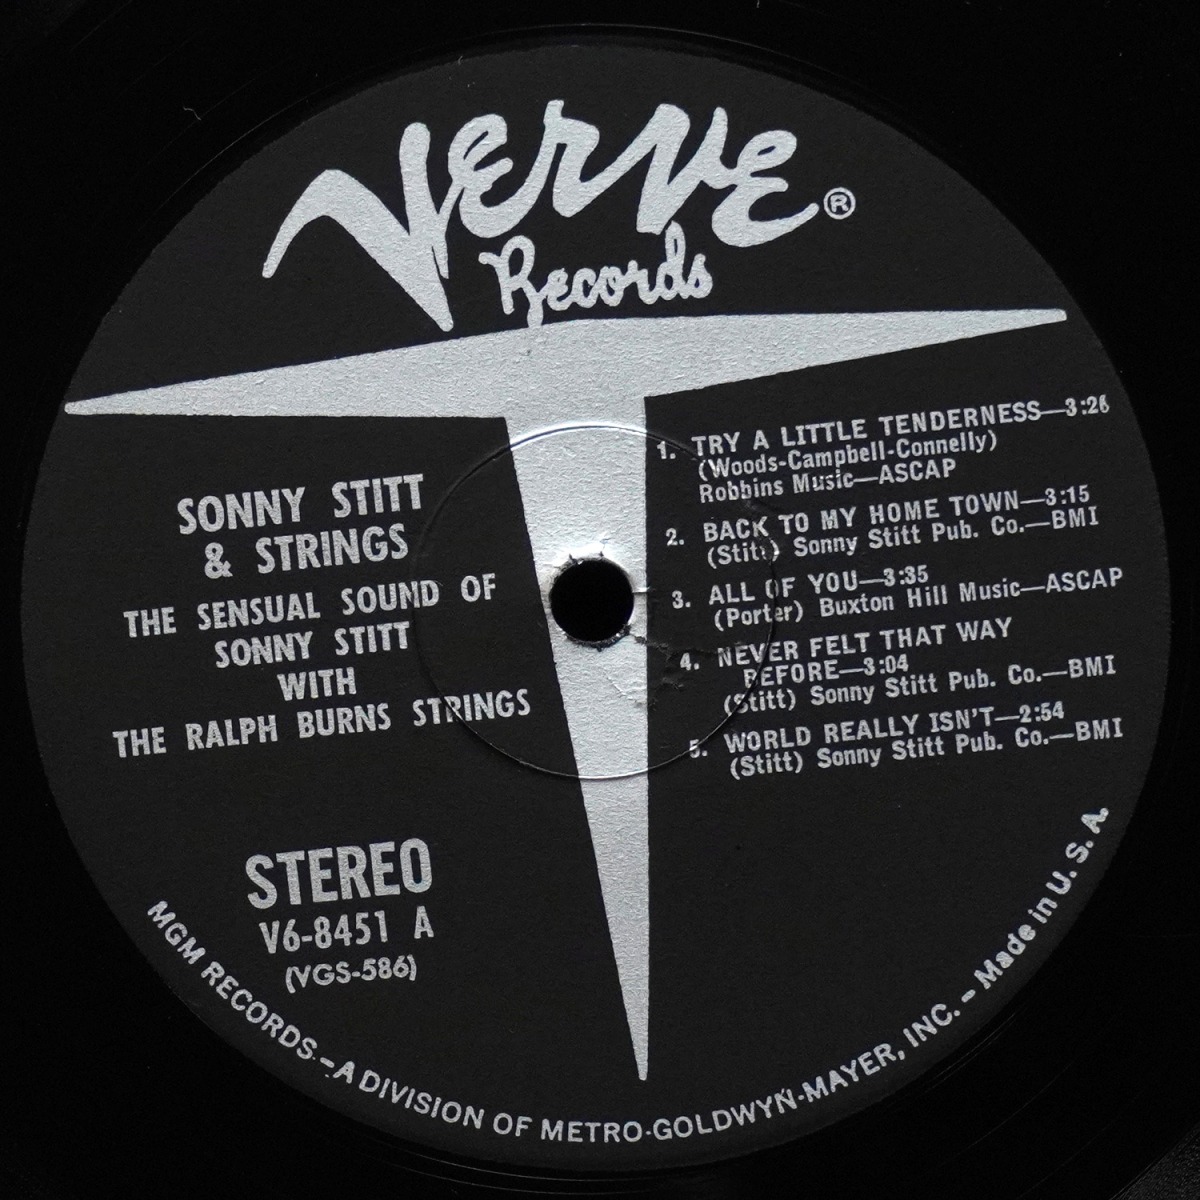 Verve®
Records
SONNY STITT
& STRINGS
THE SENSUAL SOUND OF
SONNY STITT
WITH
THE RALPH BURNS STRINGS
STEREO
V6-8451 A
(VGS-586)
1. TRY A LITTLE TENDERNESS—3:26
(Woods-Campbell-Connelly)
Robbins Music—ASCAP
2. BACK TO MY HOME TOWN—3:15
(Stitt) Sonny Stitt Pub. Co.—BMI
3. ALL OF YOU—3:35
(Porter) Buxton Hill Music—ASCAP
4. NEVER FELT THAT WAY
BEFORE—3:04
(Stitt) Sonny Stitt Pub. Co.—BMI
5. WORLD REALLY ISN'T—2:54
(Stitt) Sonny Stitt Pub. Co.—BMI
MGM RECORDS – A DIVISION OF METRO-GOLDWYN-MAYER, INC. – Made in U. S. A.